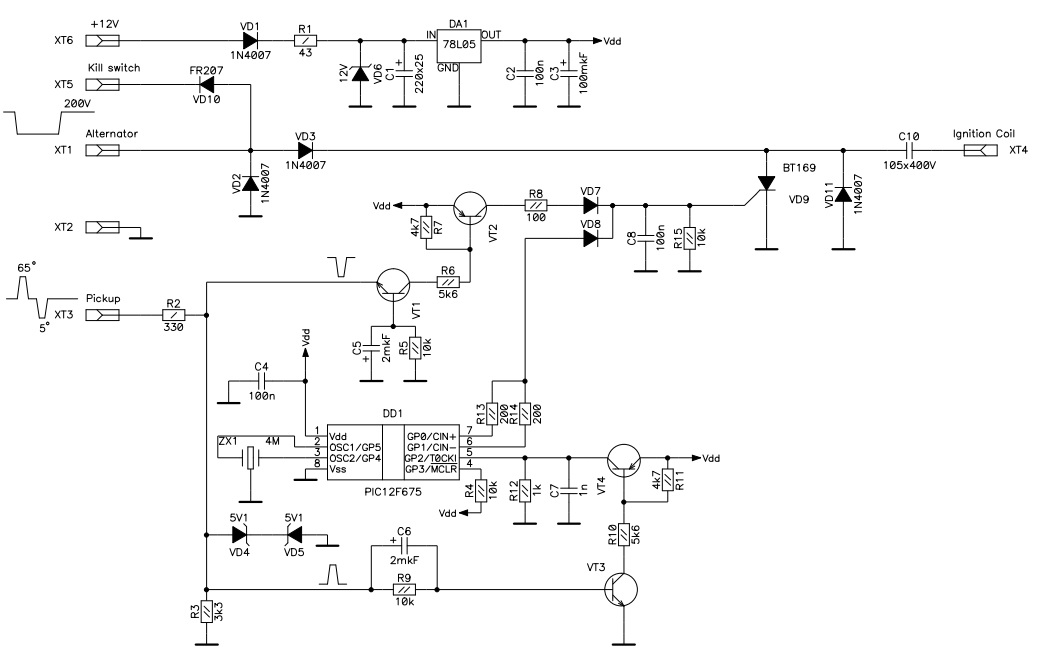 +12V
XT6
VD1
1N4007
R1
43
12V
VD6
C1
+
220x25
IN
DA1
78L05
OUT
GND
C2
100n
C3
+
100mkF
Vdd
Kill switch
XT5
FR207
VD10
200V
Alternator
XT1
VD3
1N4007
VD2
1N4007
C10
105x400V
Ignition Coil
XT4
BT169
VD9
VD11
1N4007
XT2
Vdd
4k7
R7
VT2
R8
100
VD7
VD8
C8
100n
R15
10k
65°
5°
Pickup
XT3
R2
330
VT1
R6
5k6
C5
+
2mkF
R5
10k
Vdd
C4
100n
R13
200
R14
200
DD1
1
2
3
8
Vdd
OSC1/GP5
OSC2/GP4
Vss
GP0/CIN+
GP1/CIN-
GP2/T0CKI
GP3/MCLR
7
6
5
4
PIC12F675
ZX1
4M
R4
10k
Vdd
R12
1k
C7
1n
VT4
4k7
R11
Vdd
R10
5k6
VT3
5V1
VD4
5V1
VD5
C6
+
2mkF
R9
10k
R3
3k3